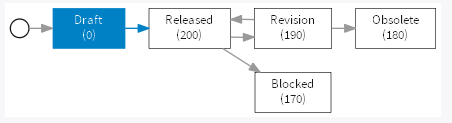 Draft
(0)
Released
(200)
Revision
(190)
Obsolete
(180)
Blocked
(170)